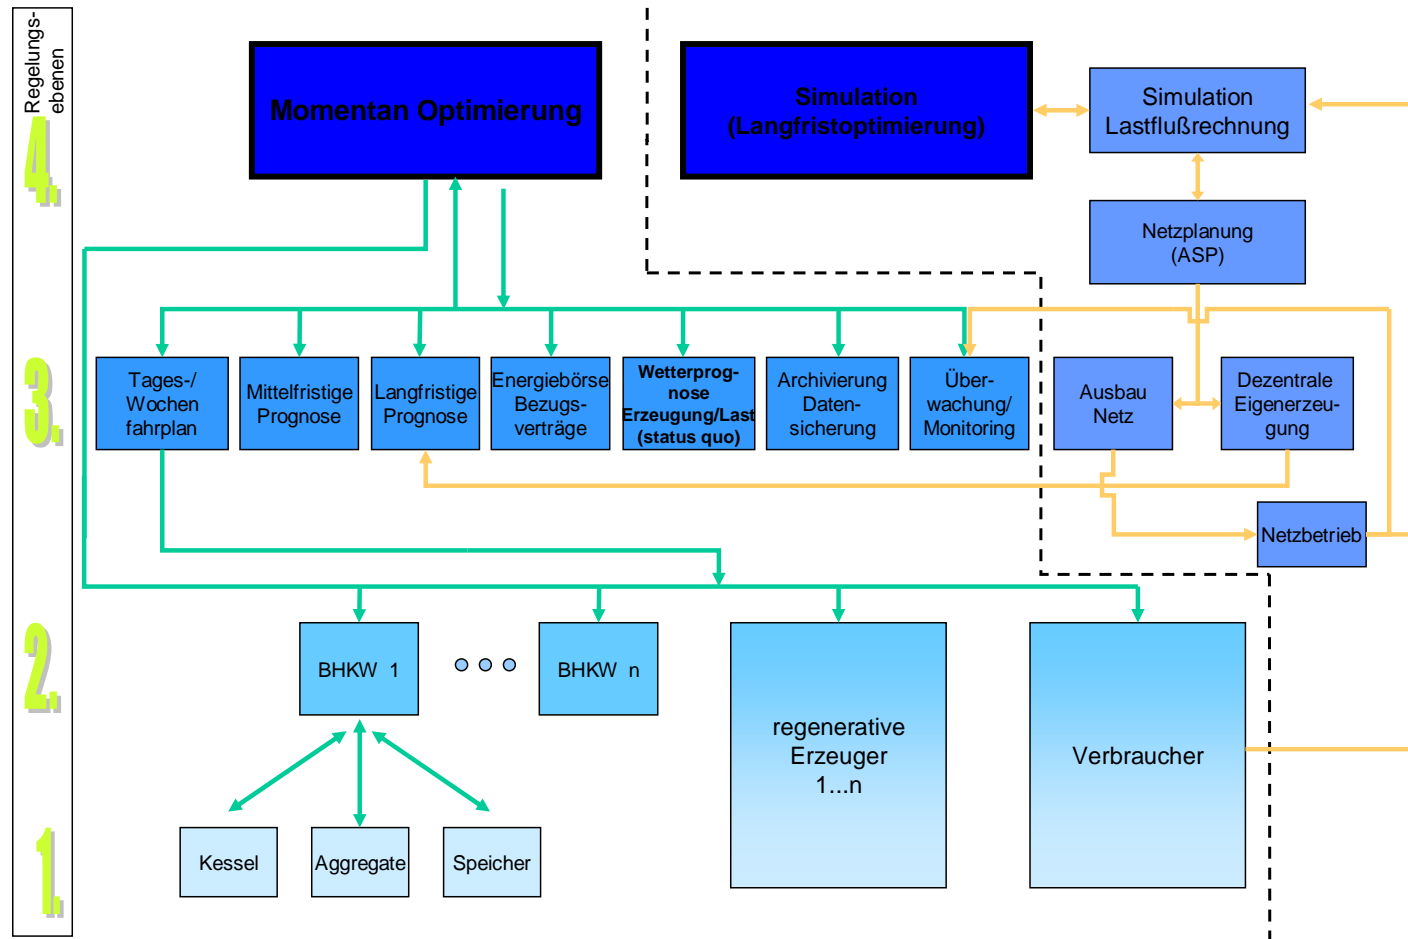 Regelungs-
ebenen
4.
Momentan Optimierung
Simulation
(Langfristoptimierung)
Simulation
Lastflußrechnung
Netzplanung
(ASP)
3.
Tages-/
Wochen
fahrplan
Mittelfristige
Prognose
Langfristige
Prognose
Energiebörse
Bezugs-
verträge
Wetterprog-
nose
Erzeugung/Last
(status quo)
Archivierung
Daten-
sicherung
Über-
wachung/
Monitoring
Ausbau
Netz
Dezentrale
Eigenerzeu-
gung
Netzbetrieb
2.
BHKW 1
BHKW n
regenerative
Erzeuger
1...n
Verbraucher
1.
Kessel
Aggregate
Speicher